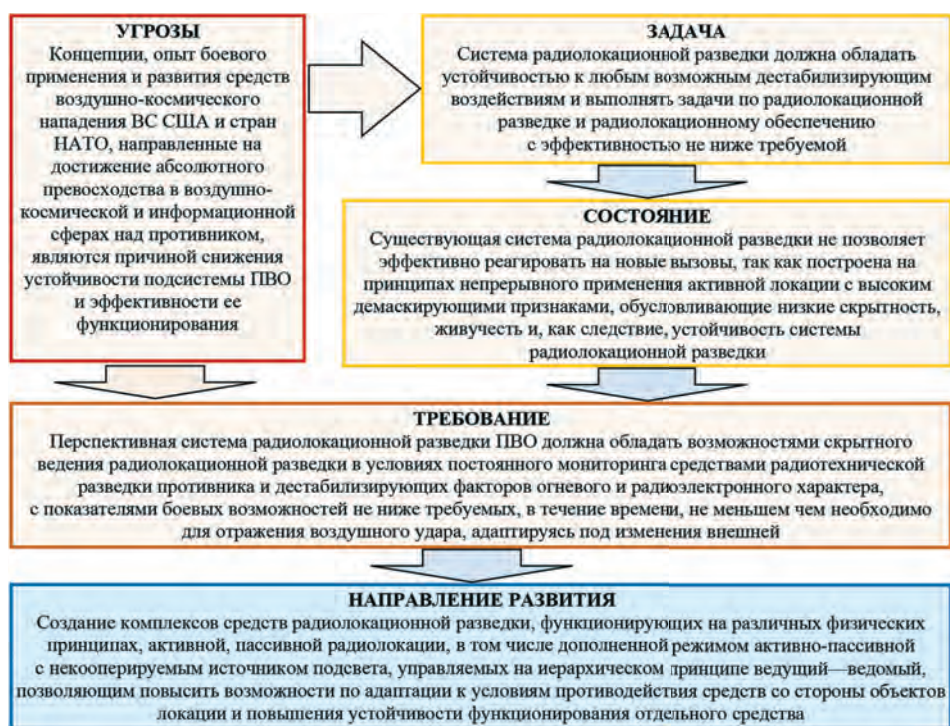 УГРОЗЫ
Концепции, опыт боевого
применения и развития средств
воздушно-космического
нападения ВС США и стран
НАТО, направленные на
достижение абсолютного
превосходства в воздушно-
космической и информационной
сферах над противником,
являются причиной снижения
устойчивости подсистемы ПВО
и эффективности ее
функционирования
ЗАДАЧА
Система радиолокационной разведки должна обладать
устойчивостью к любым возможным дестабилизирующим
воздействиям и выполнять задачи по радиолокационной
разведке и радиолокационному обеспечению
с эффективностью не ниже требуемой
СОСТОЯНИЕ
Существующая система радиолокационной разведки не позволяет
эффективно реагировать на новые вызовы, так как построена на
принципах непрерывного применения активной локации с высоким
демаскирующими признаками, обусловливающие низкие скрытность,
живучесть и, как следствие, устойчивость системы
радиолокационной разведки
ТРЕБОВАНИЕ
Перспективная система радиолокационной разведки ПВО должна обладать возможностями скрытного
ведения радиолокационной разведки в условиях постоянного мониторинга средствами радиотехнической
разведки противника и дестабилизирующих факторов огневого и радиоэлектронного характера,
с показателями боевых возможностей не ниже требуемых, в течение времени, не меньшем чем необходимо
для отражения воздушного удара, адаптируясь под изменения внешней
НАПРАВЛЕНИЕ РАЗВИТИЯ
Создание комплексов средств радиолокационной разведки, функционирующих на различных физических
принципах, активной, пассивной радиолокации, в том числе дополненной режимом активно-пассивной
с некооперируемым источником подсвета, управляемых на иерархическом принципе ведущий—ведомый,
позволяющим повысить возможности по адаптации к условиям противодействия средств со стороны объектов
локации и повышения устойчивости функционирования отдельного средства